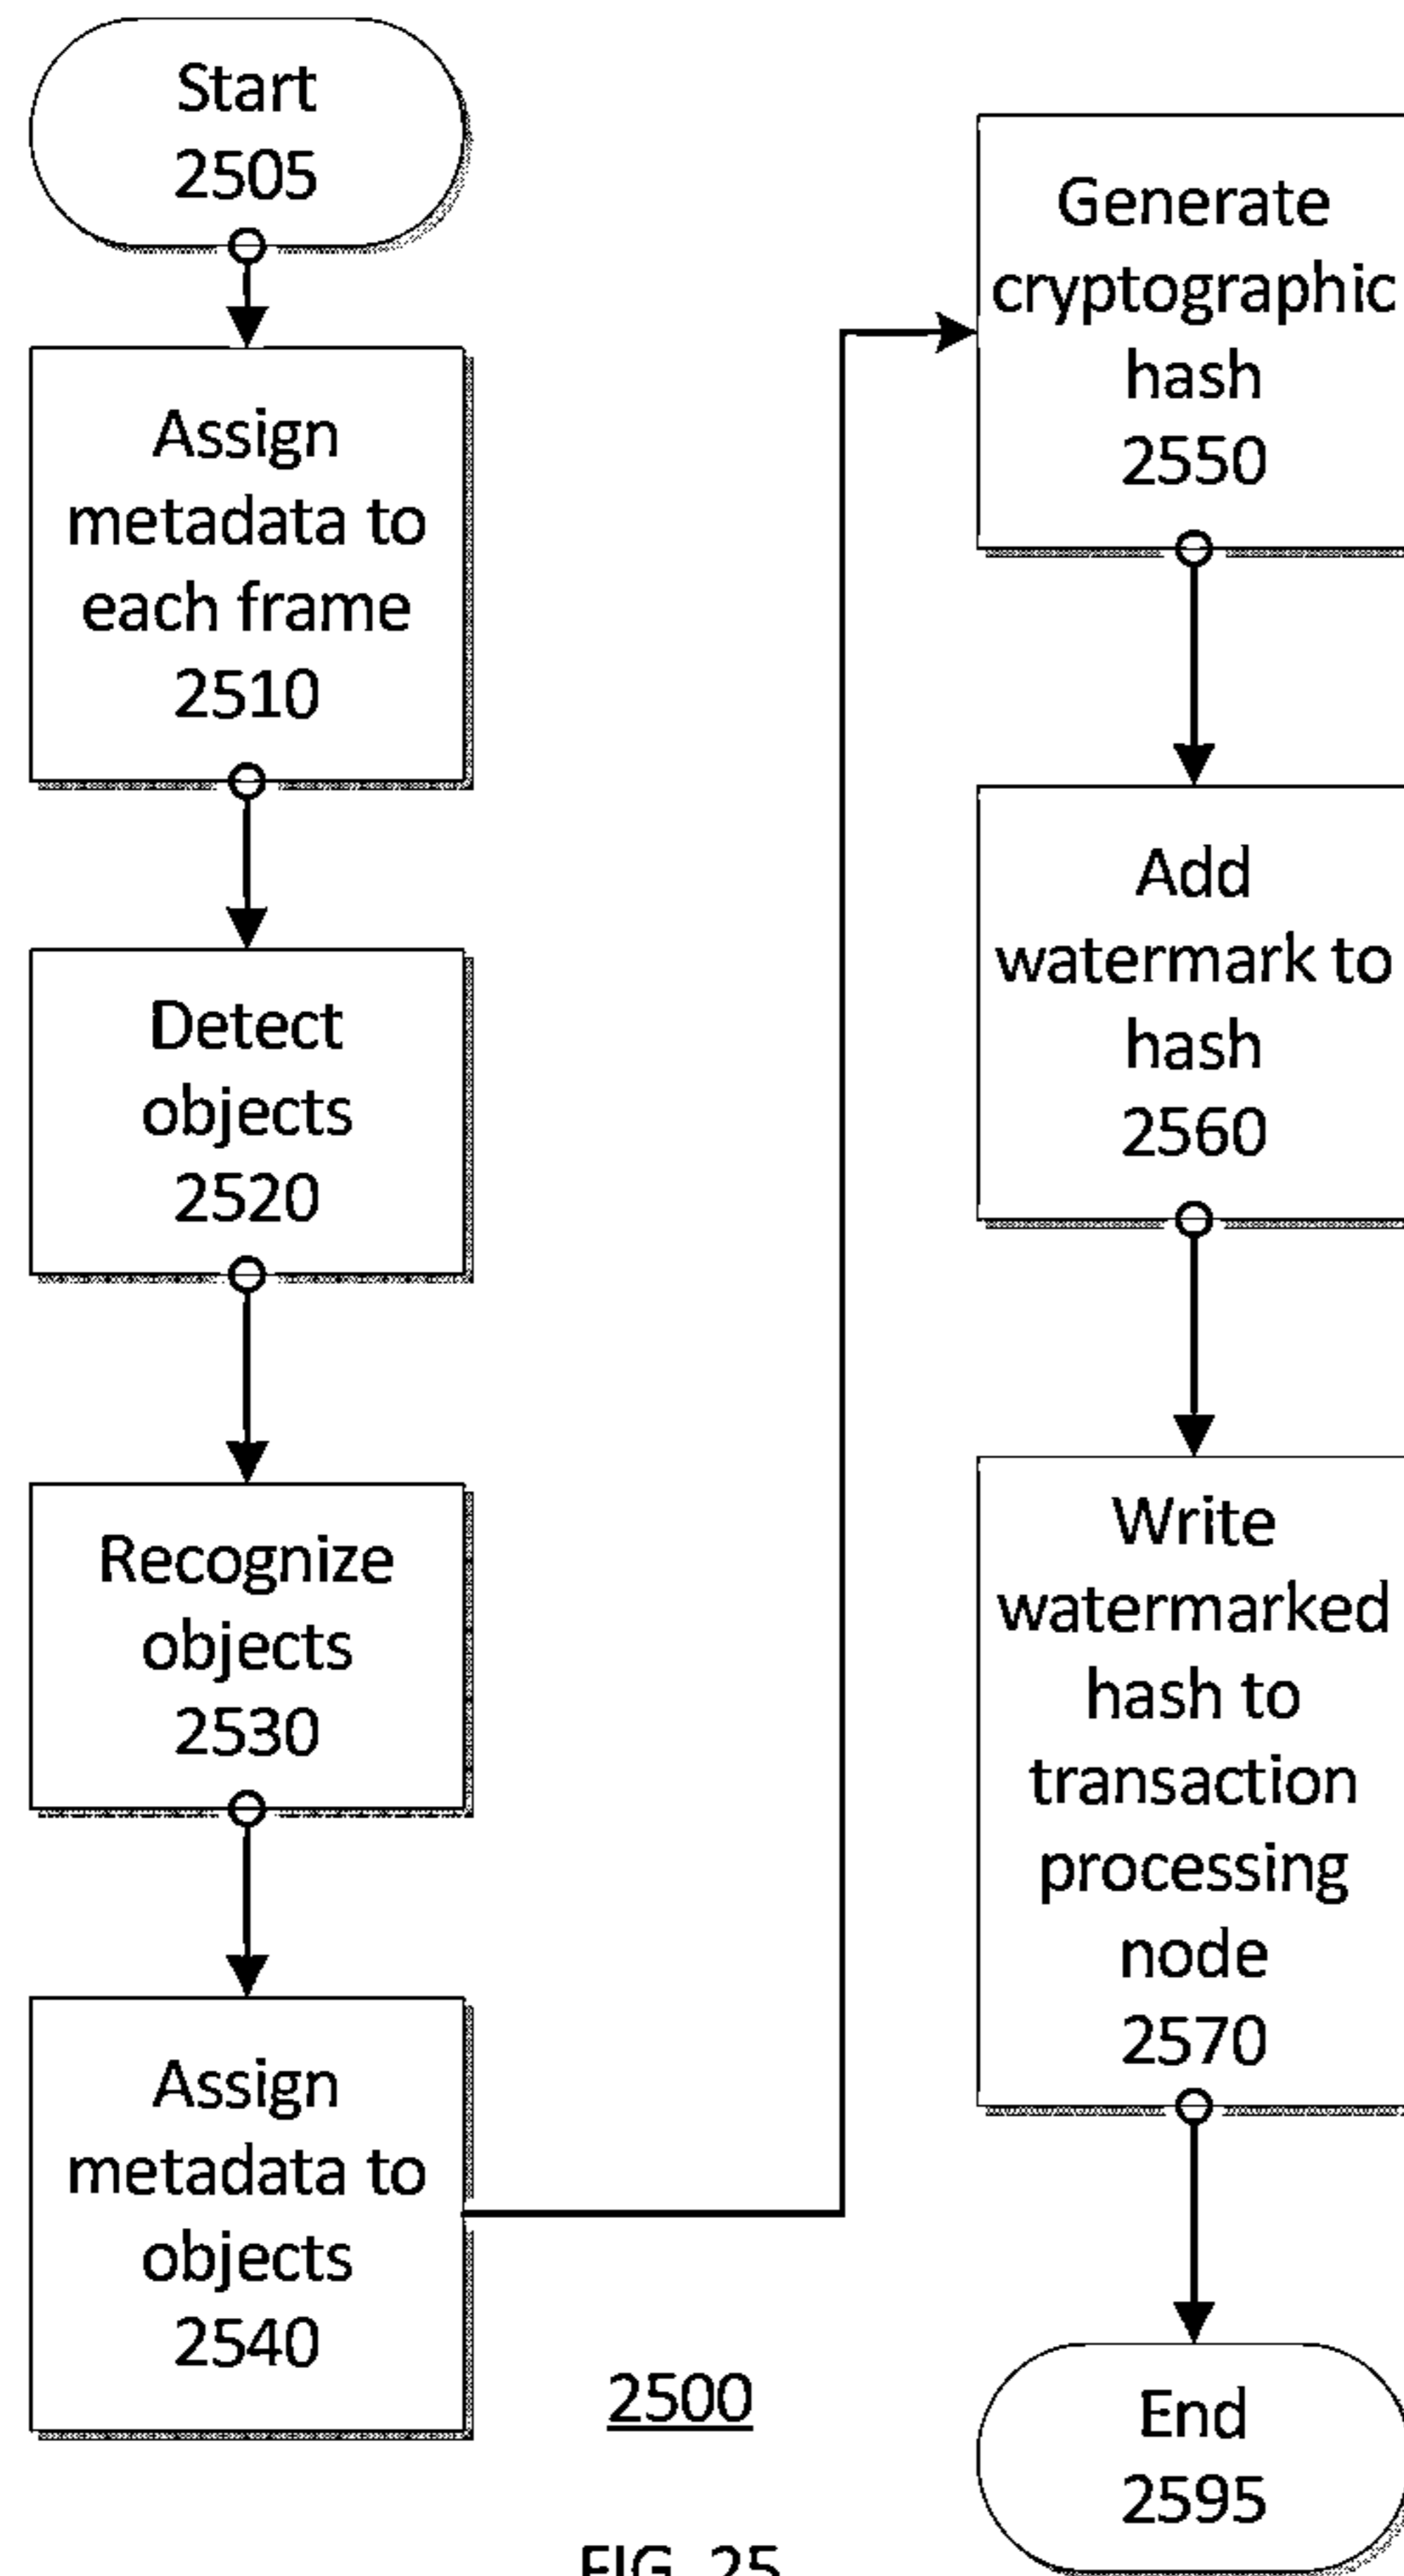 Start
2505
Assign
metadata to
each frame
2510
Detect
objects
2520
Recognize
objects
2530
Assign
metadata to
objects
2540
Generate
cryptographic
hash
2550
Add
watermark to
hash
2560
Write
watermarked
hash to
transaction
processing
node
2570
End
2595
2500
FIG. 25